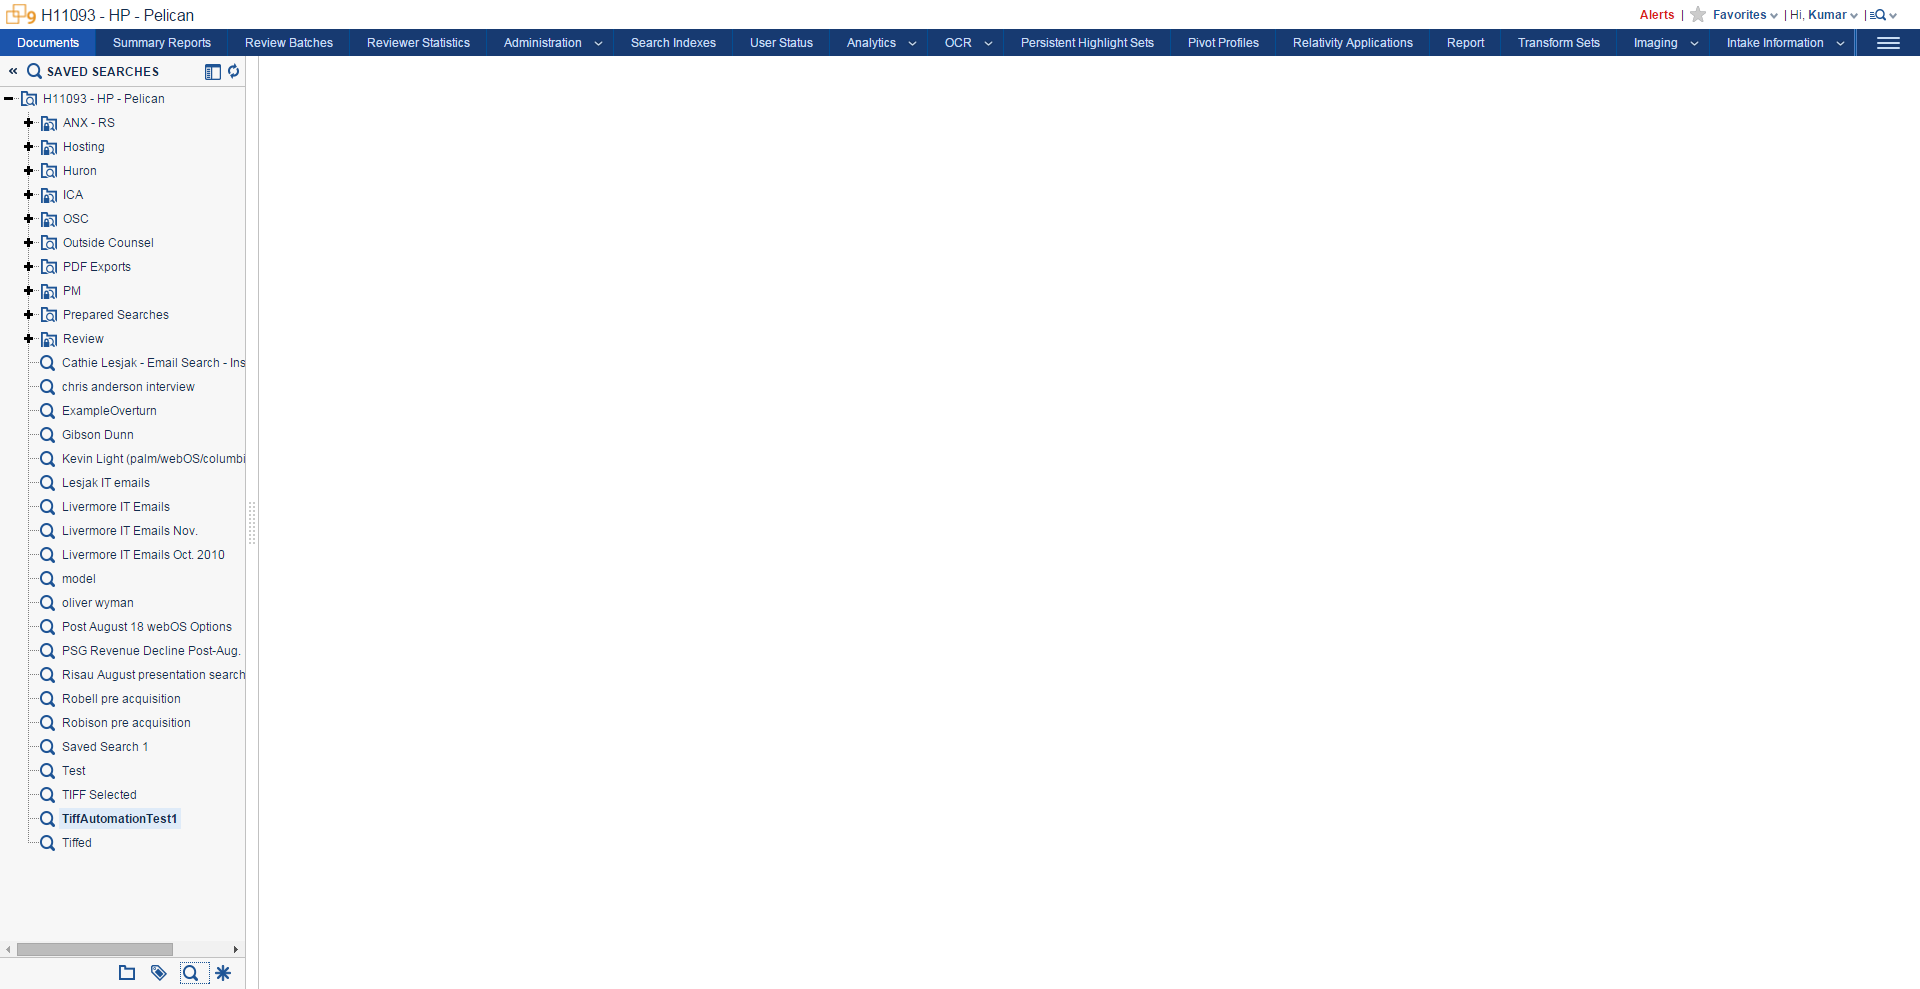 9 H11093 - HP - Pelican
Alerts | Favorites | Hi, Kumar |
Documents Summary Reports Review Batches Reviewer Statistics Administration Search Indexes User Status Analytics OCR Persistent Highlight Sets Pivot Profiles Relativity Applications Report Transform Sets Imaging Intake Information
« SAVED SEARCHES
H11093 - HP - Pelican
ANX - RS
Hosting
Huron
ICA
OSC
Outside Counsel
PDF Exports
PM
Prepared Searches
Review
Cathie Lesjak - Email Search - Ins
chris anderson interview
ExampleOverturn
Gibson Dunn
Kevin Light (palm/webOS/columbi
Lesjak IT emails
Livermore IT Emails
Livermore IT Emails Nov.
Livermore IT Emails Oct. 2010
model
oliver wyman
Post August 18 webOS Options
PSG Revenue Decline Post-Aug.
Risau August presentation search
Robell pre acquisition
Robison pre acquisition
Saved Search 1
Test
TIFF Selected
TiffAutomationTest1
Tiffed